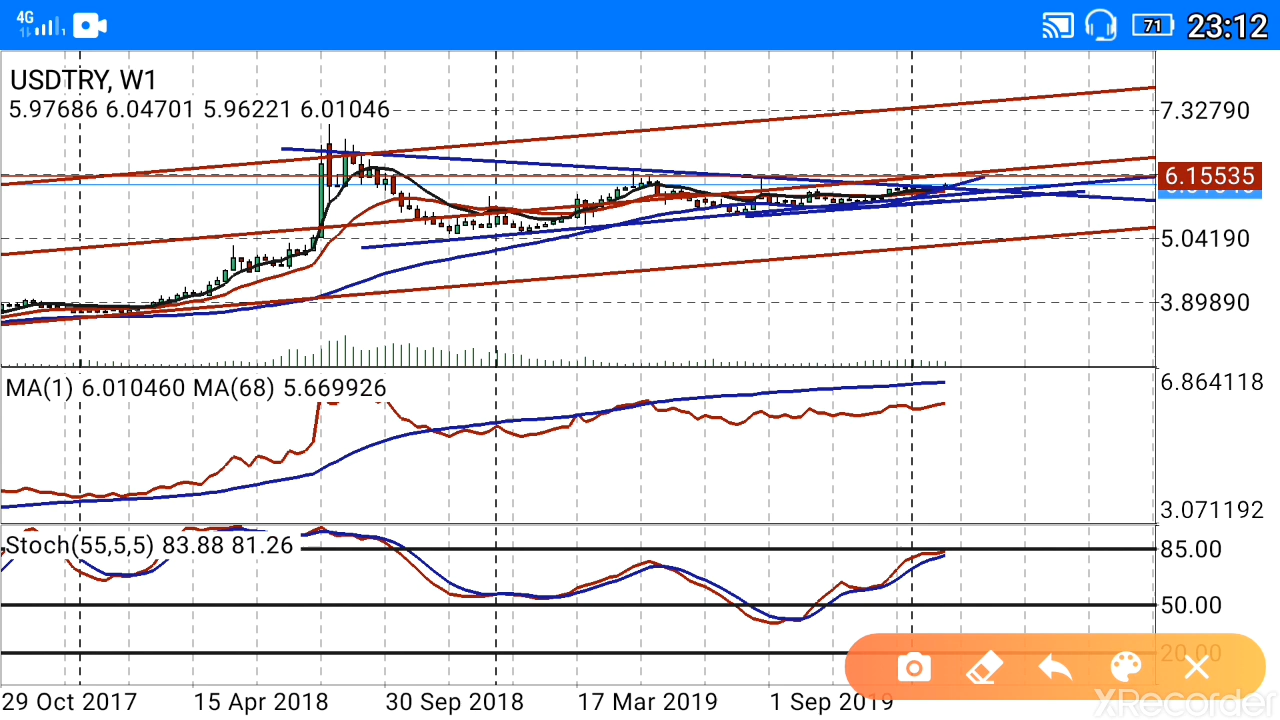 4G 71 23:12
USDTRY, W1
5.97686 6.04701 5.96221 6.01046
7.32790
6.15535
5.04190
3.89890
MA(1) 6.010460 MA(68) 5.669926
6.864118
3.071192
Stoch(55,5,5) 83.88 81.26
85.00
50.00
20.00
29 Oct 2017 15 Apr 2018 30 Sep 2018 17 Mar 2019 1 Sep 2019
XRecorder